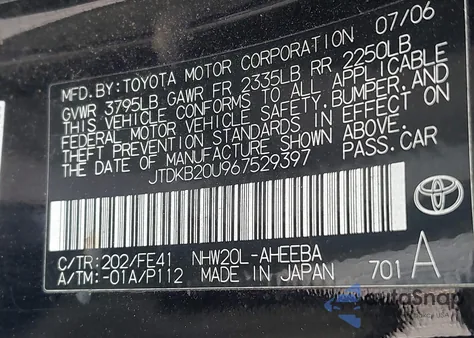 07/06
MFD.BY:TOYOTA MOTOR CORPORATION
GVWR 3795LB GAWR FR 2335LB RR 2250LB
THIS VEHICLE CONFORMS TO ALL APPLICABLE
FEDERAL MOTOR VEHICLE SAFETY,BUMPER,AND
THEFT PREVENTION STANDARDS IN EFFECT ON
THE DATE OF MANUFACTURE SHOWN ABOVE.
JTDKB20U967529397 PASS.CAR
C/TR:202/FE41 NHW20L-AHEEBA
A/TM:-01A/P112 MADE IN JAPAN 701 A
AutoSnap